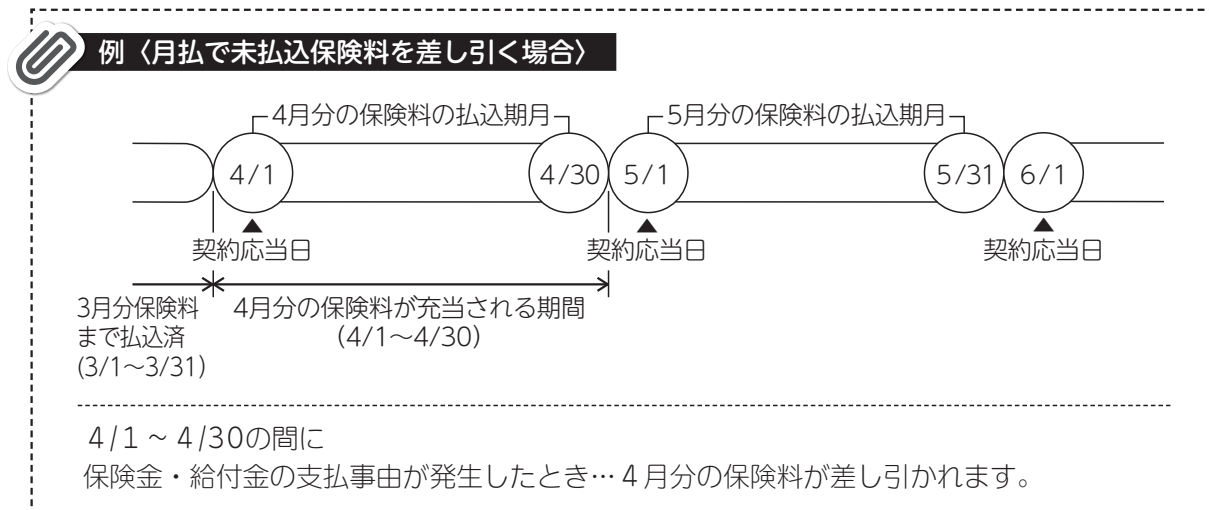 例〈月払で未払込保険料を差し引く場合〉
4月分の保険料の払込期月
5月分の保険料の払込期月
4/1
4/30
5/1
5/31
6/1
契約応当日
契約応当日
契約応当日
3月分保険料
まで払込済
(3/1〜3/31)
4月分の保険料が充当される期間
(4/1〜4/30)
4/1 ~ 4/30の間に
保険金・給付金の支払事由が発生したとき…4月分の保険料が差し引かれます。